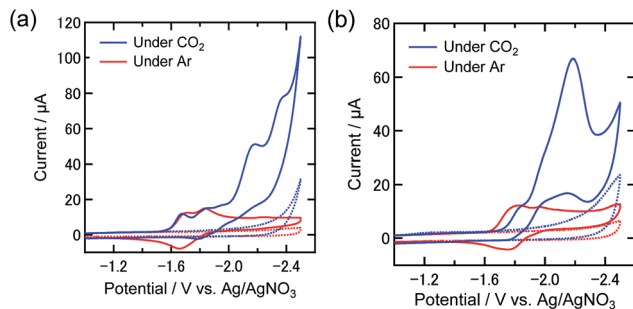 (a)
120
100
80
60
40
20
0
Current / μA
Under CO2
Under Ar
−1.2
−1.6
−2.0
−2.4
Potential / V vs. Ag/AgNO3
(b)
80
60
40
20
0
Current / μA
Under CO2
Under Ar
−1.2
−1.6
−2.0
−2.4
Potential / V vs. Ag/AgNO3